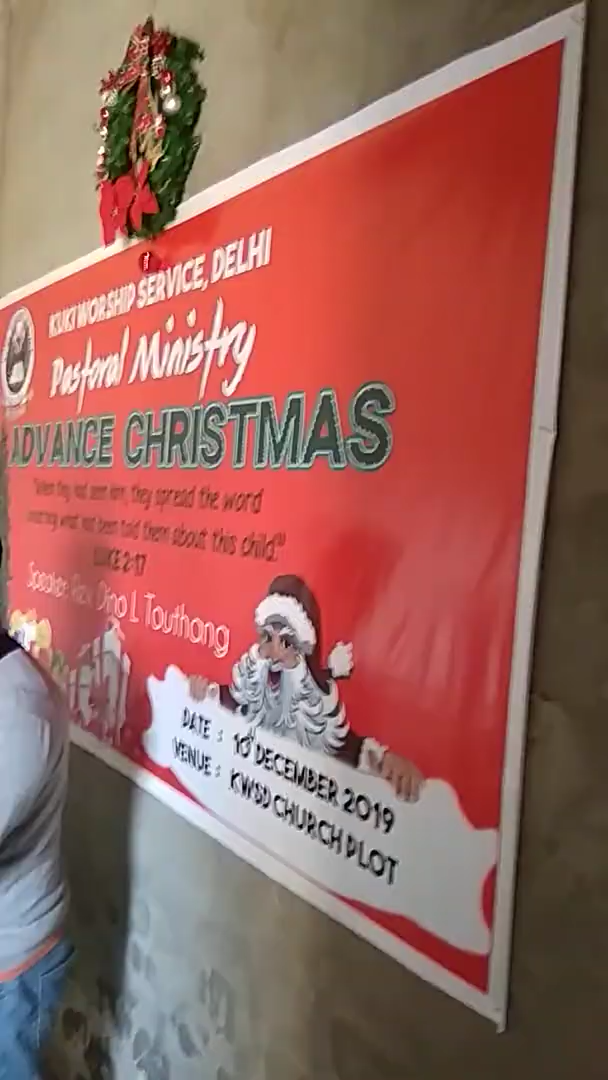 KUKI WORSHIP SERVICE, DELHI
Pastoral Ministry
ADVANCE CHRISTMAS
"When they had seen him, they spread the word
what had been told them about this child."
LUKE 2:17
Speaker: Rev. Dino L Touthang
DATE : 10 DECEMBER 2019
VENUE : KWSD CHURCH PLOT